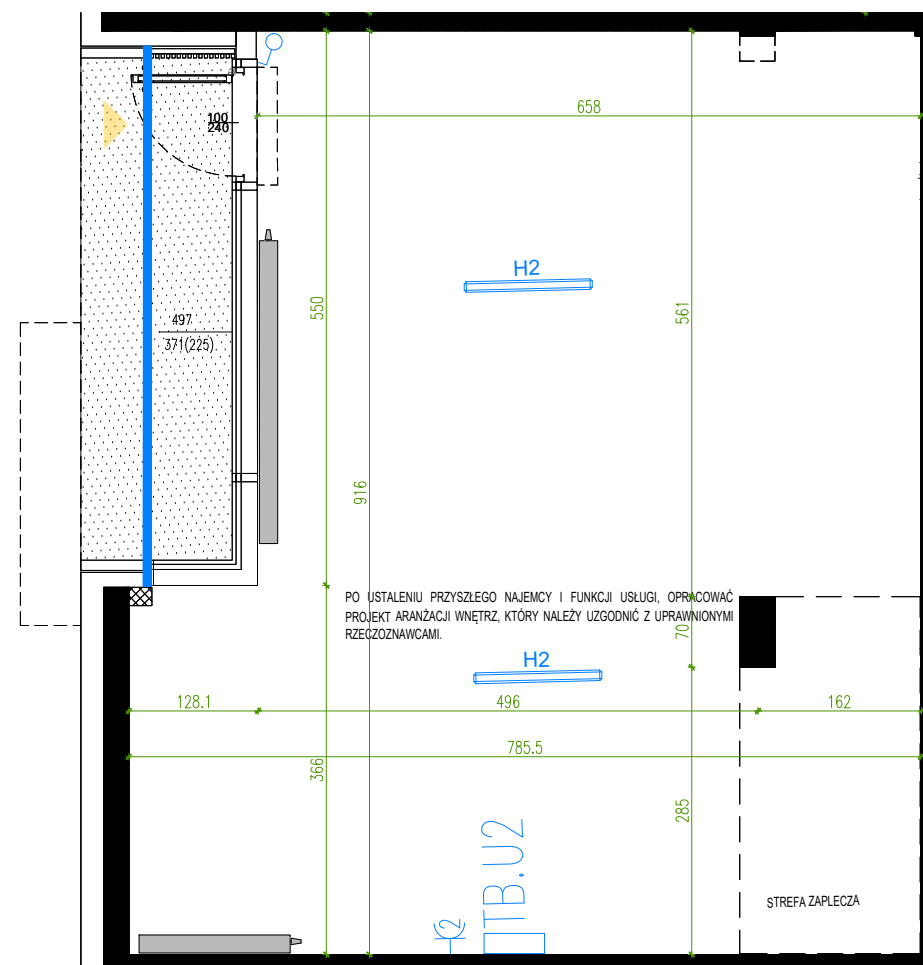 658
100
240
H2
550
561
497
371(225)
916
PO USTALENIU PRZYSZŁEGO NAJEMCY I FUNKCJI USŁUGI, OPRACOWAĆ
PROJEKT ARANŻACJI WNĘTRZ, KTÓRY NALEŻY UZGODNIĆ Z UPRAWNIONYMI
RZECZOZNAWCAMI.
70
H2
128.1
496
162
785.5
366
285
TB.U2
2
STREFA ZAPLECZA